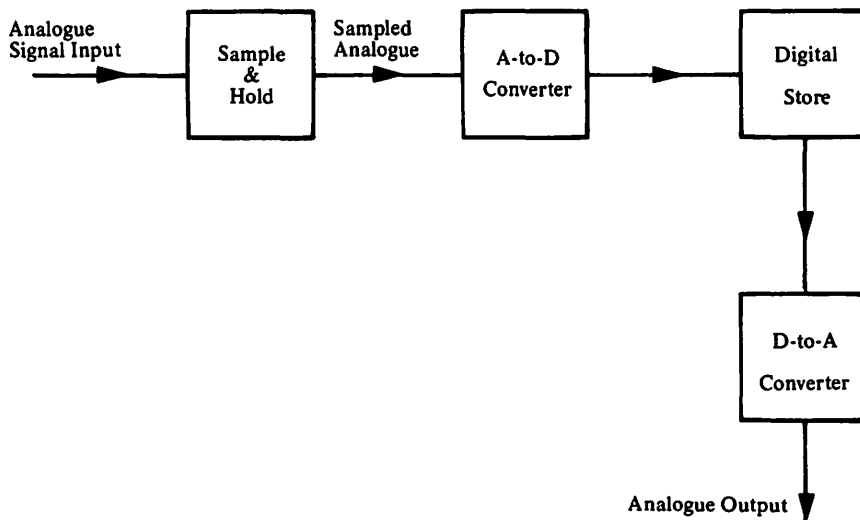 Analogue
Signal Input
Sample
&
Hold
Sampled
Analogue
A-to-D
Converter
Digital
Store
D-to-A
Converter
Analogue Output